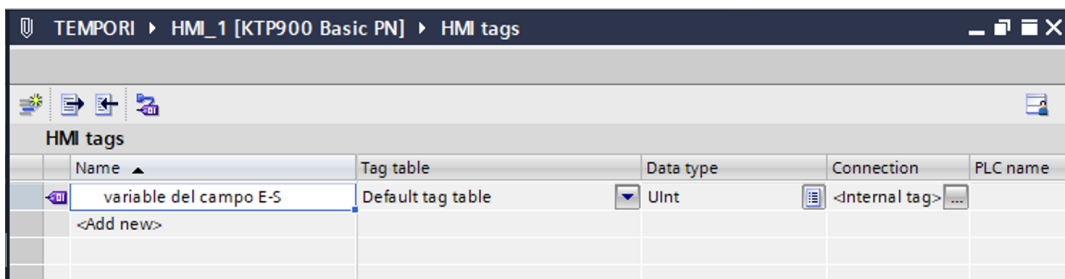 TEMPORI ▸ HMI_1 [KTP900 Basic PN] ▸ HMI tags
HMI tags
Name Tag table Data type Connection PLC name
variable del campo E-S Default tag table UInt <Internal tag> ...
<Add new>